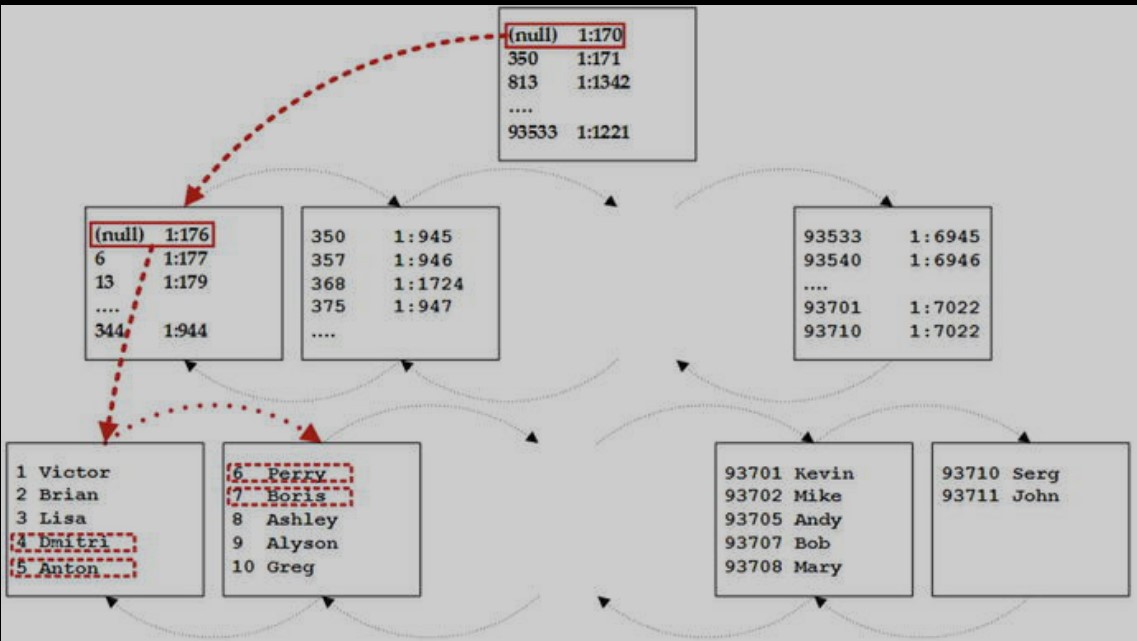 (null) 1:170
350 1:171
813 1:1342
....
93533 1:1221
(null) 1:176
6 1:177
13 1:179
....
344 1:944
350 1:945
357 1:946
368 1:1724
375 1:947
....
93533 1:6945
93540 1:6946
....
93701 1:7022
93710 1:7022
1 Victor
2 Brian
3 Lisa
4 Dmitri
5 Anton
6 Perry
7 Boris
8 Ashley
9 Alyson
10 Greg
93701 Kevin
93702 Mike
93705 Andy
93707 Bob
93708 Mary
93710 Serg
93711 John